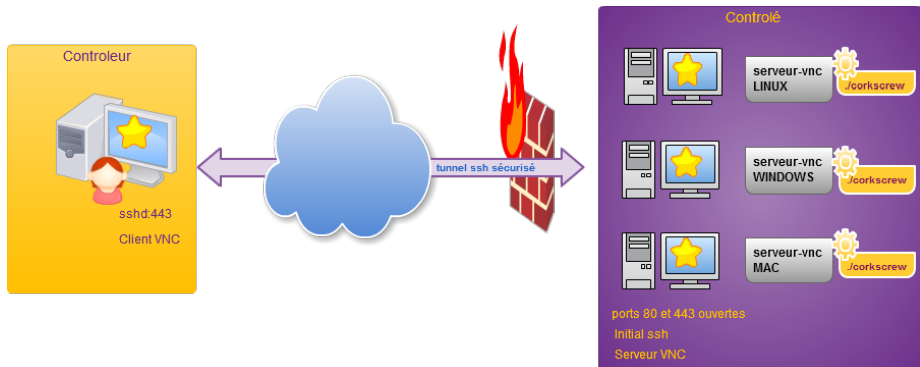 Controleur
sshd:443
Client VNC
tunnel ssh sécurisé
Controlé
serveur-vnc
LINUX
./corkscrew
serveur-vnc
WINDOWS
./corkscrew
serveur-vnc
MAC
./corkscrew
ports 80 et 443 ouvertes
Initial ssh
Serveur VNC